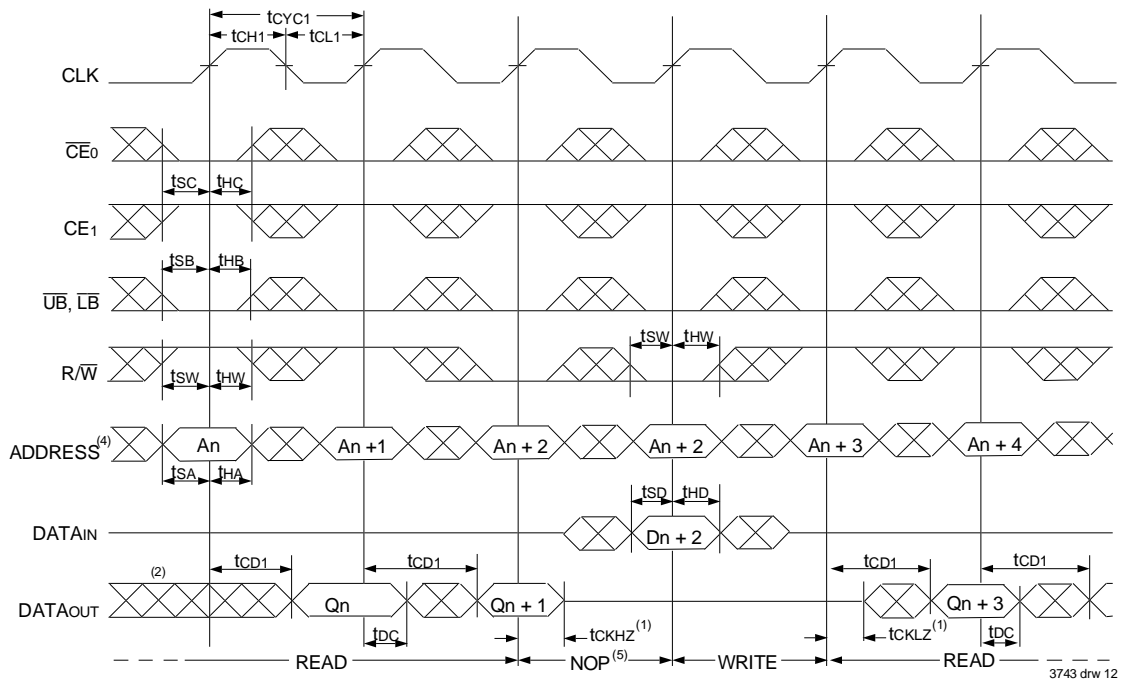 tCYC1
tCH1 tCL1
CLK
CE0
tSC tHC
CE1
tSB tHB
UB, LB
tSW tHW
R/W
tSW tHW
ADDRESS(4) An An +1 An + 2 An + 2 An + 3 An + 4
tSA tHA
tSD tHD
DATAIN Dn + 2
tCD1 tCD1 tCD1 tCD1
(2)
DATAOUT Qn Qn + 1 Qn + 3
tDC tCKHZ(1) tCKLZ(1) tDC
READ NOP(5) WRITE READ
3743 drw 12